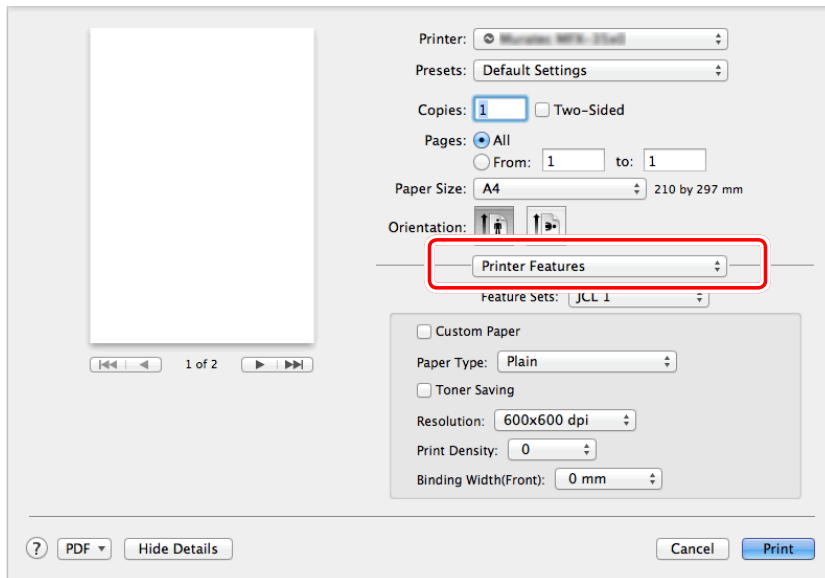 Printer:
Presets: Default Settings
Copies: 1 Two-Sided
Pages: All
From: 1 to: 1
Paper Size: A4 210 by 297 mm
Orientation:
Printer Features
Feature Sets: JCL 1
Custom Paper
Paper Type: Plain
Toner Saving
Resolution: 600x600 dpi
Print Density: 0
Binding Width(Front): 0 mm
1 of 2
? PDF Hide Details Cancel Print